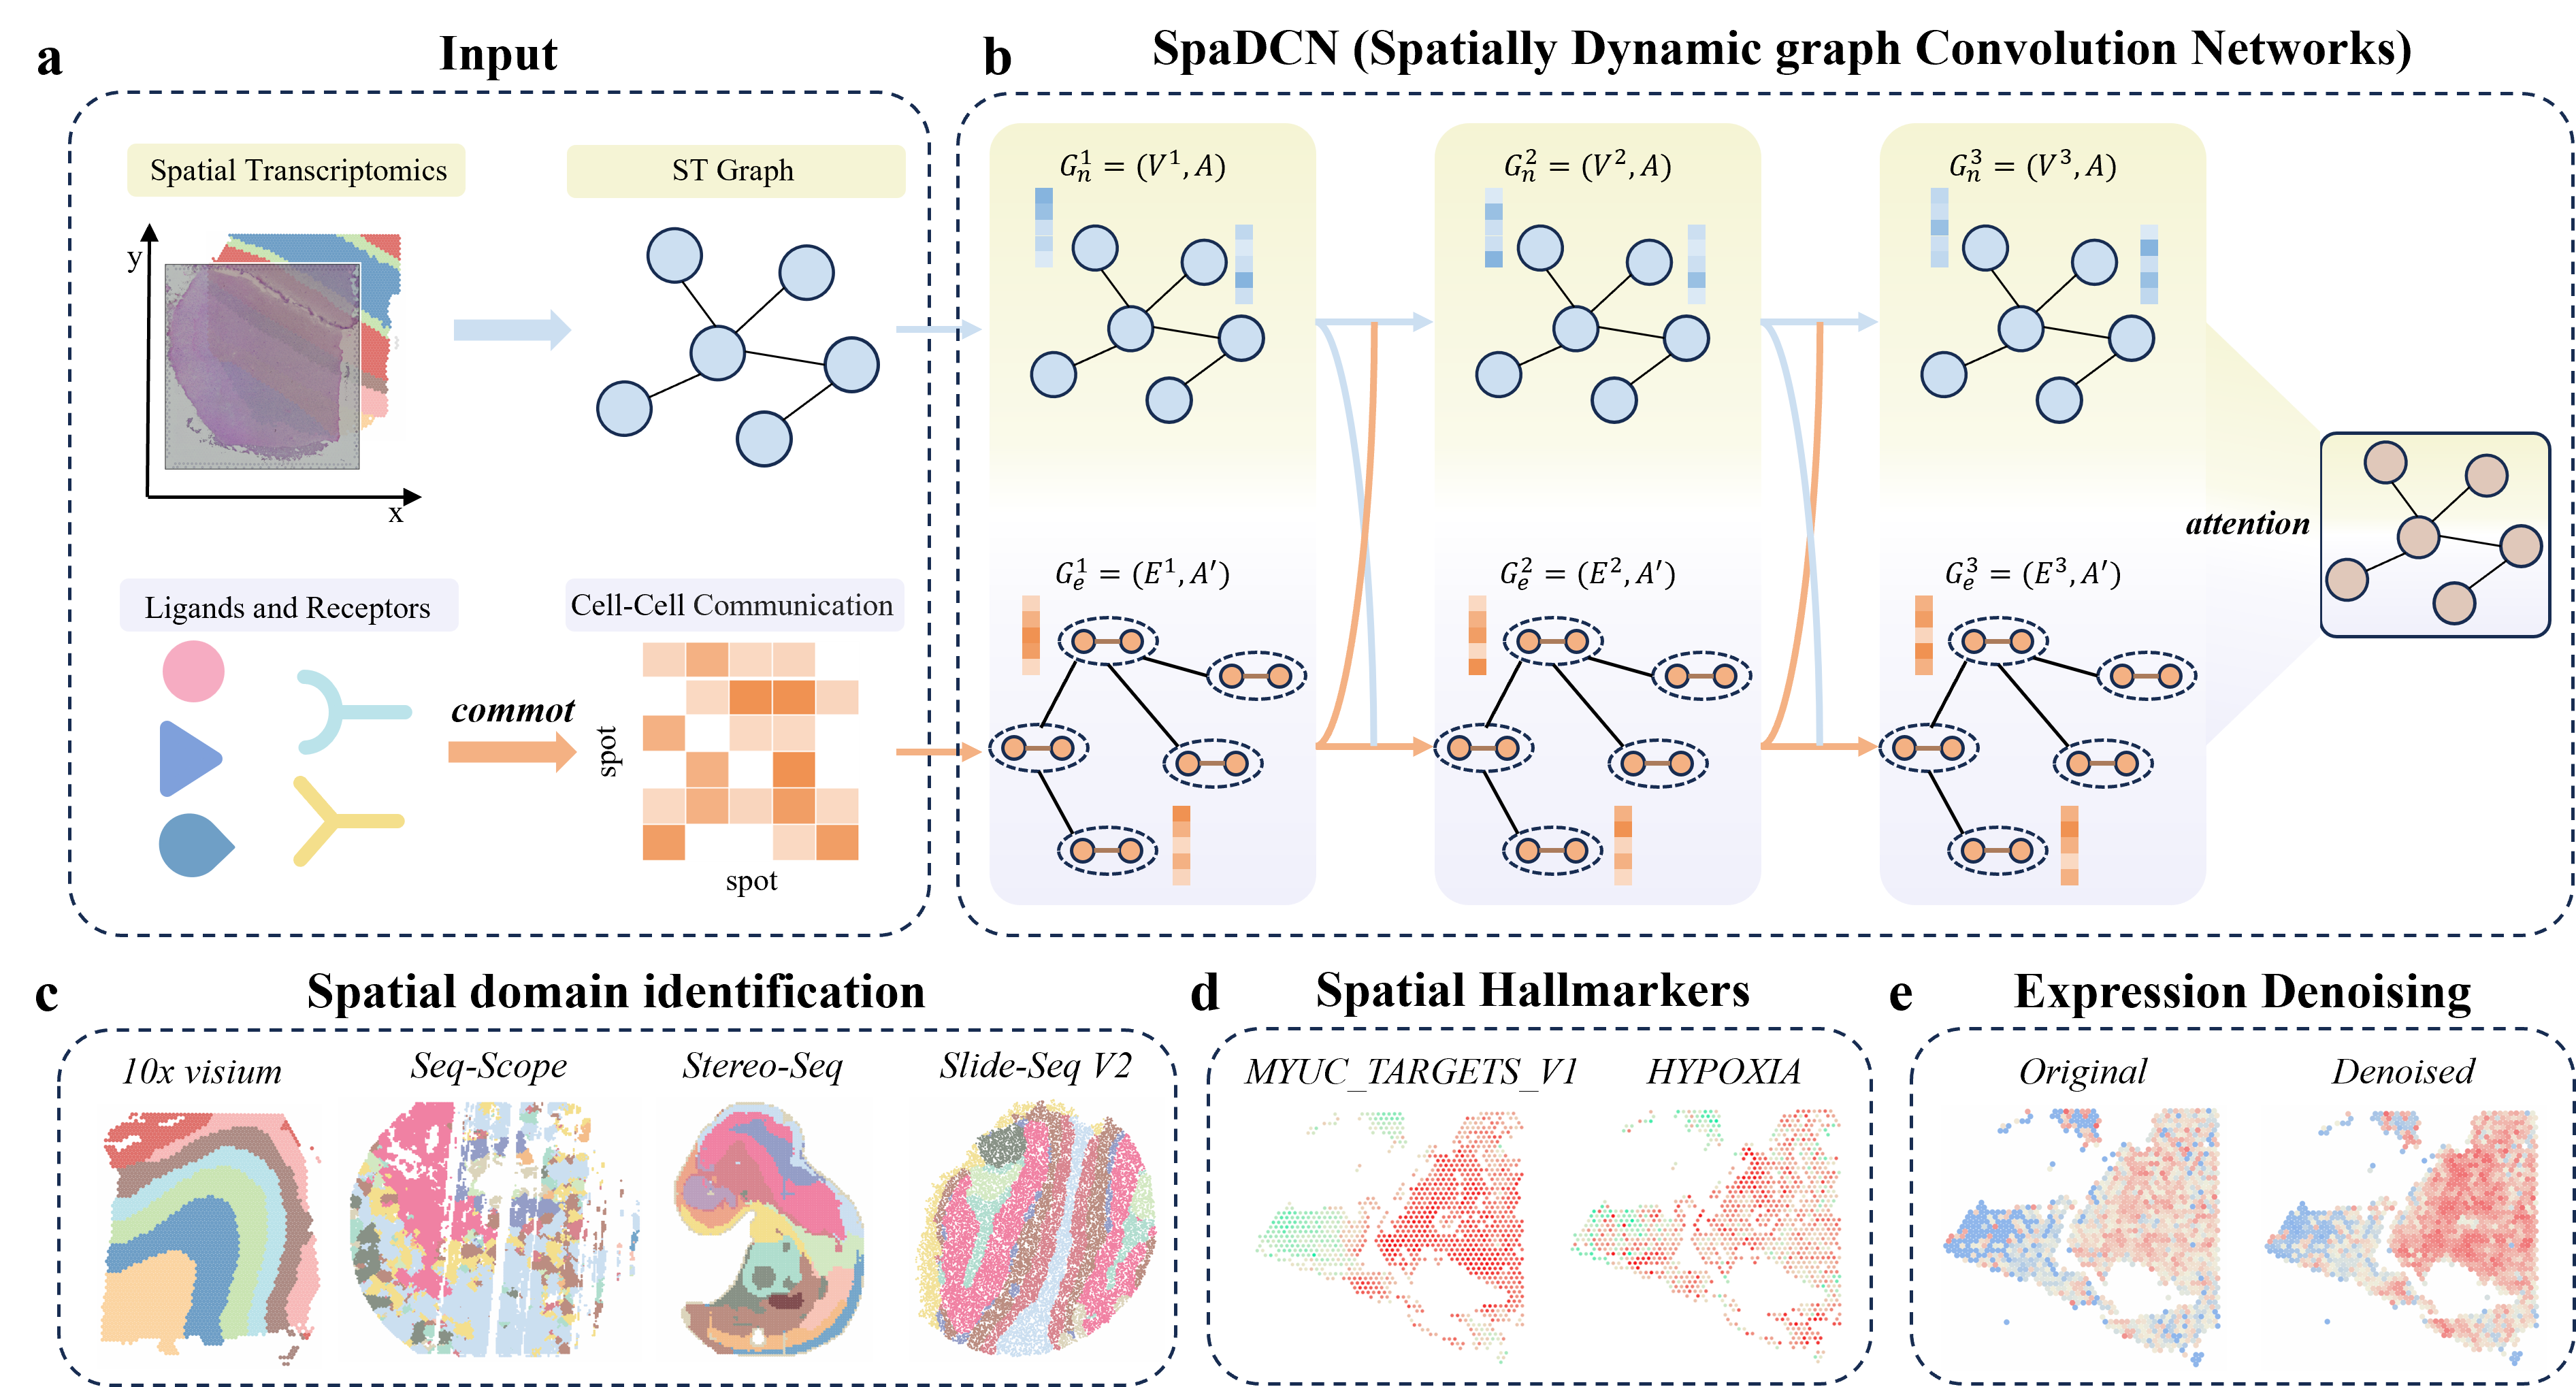 a
Input
Spatial Transcriptomics
ST Graph
y
x
Ligands and Receptors
Cell-Cell Communication
commot
spot
spot
b
SpaDCN (Spatially Dynamic graph Convolution Networks)
$G_n^1 = (V^1, A)$
$G_n^2 = (V^2, A)$
$G_n^3 = (V^3, A)$
$G_e^1 = (E^1, A')$
$G_e^2 = (E^2, A')$
$G_e^3 = (E^3, A')$
attention
c
Spatial domain identification
10x visium
Seq-Scope
Stereo-Seq
Slide-Seq V2
d
Spatial Hallmarkers
MYUC_TARGETS_V1
HYPOXIA
e
Expression Denoising
Original
Denoised